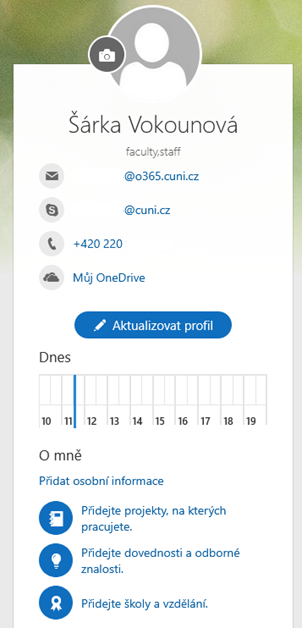 Šárka Vokounová
faculty,staff
@o365.cuni.cz
@cuni.cz
+420 220
Můj OneDrive
Aktualizovat profil
Dnes
10 11 12 13 14 15 16 17 18 19
O mně
Přidat osobní informace
Přidejte projekty, na kterých
pracujete.
Přidejte dovednosti a odborné
znalosti.
Přidejte školy a vzdělání.